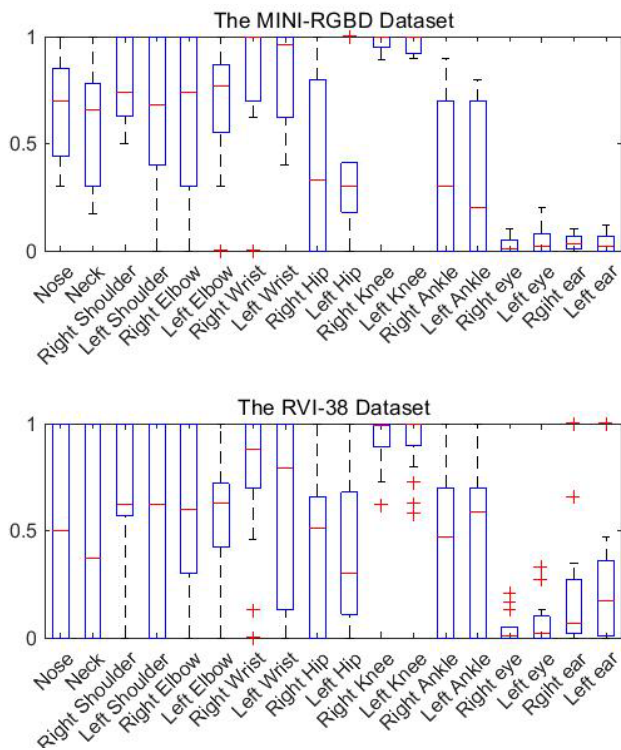 The MINI-RGBD Dataset
1
0.5
0
Nose
Neck
Right Shoulder
Left Shoulder
Right Elbow
Left Elbow
Right Wrist
Left Wrist
Right Hip
Left Hip
Right Knee
Left Knee
Right Ankle
Left Ankle
Right eye
Left eye
Rgiht ear
Left ear
The RVI-38 Dataset
1
0.5
0
Nose
Neck
Right Shoulder
Left Shoulder
Right Elbow
Left Elbow
Right Wrist
Left Wrist
Right Hip
Left Hip
Right Knee
Left Knee
Right Ankle
Left Ankle
Right eye
Left eye
Rgiht ear
Left ear